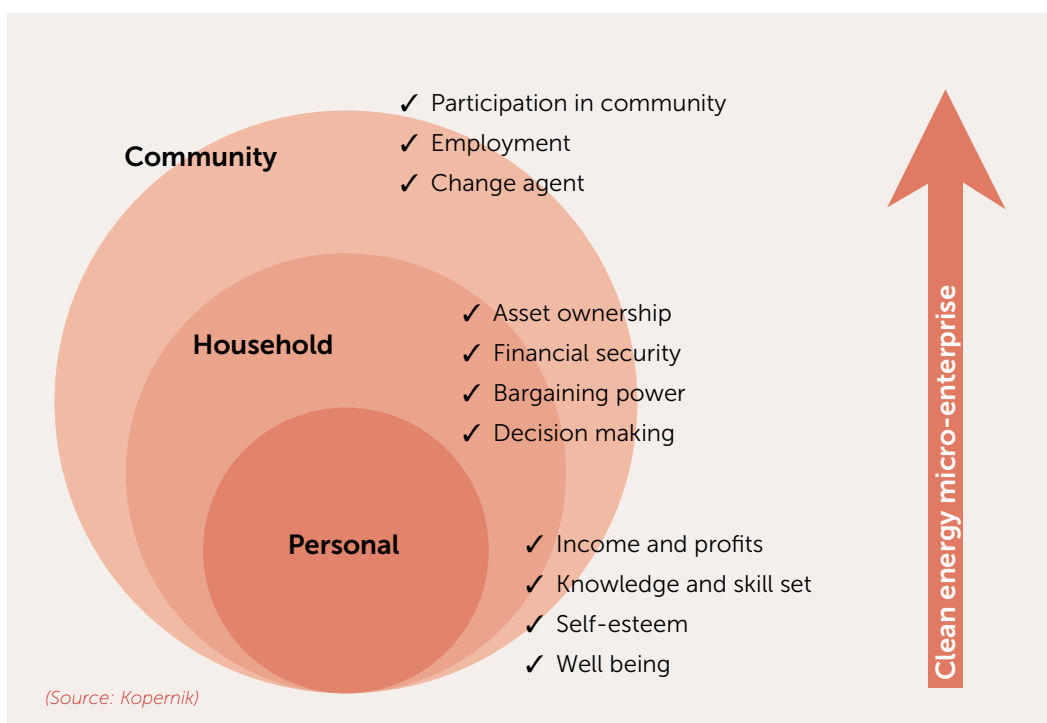 Community
✓ Participation in community
✓ Employment
✓ Change agent
Household
✓ Asset ownership
✓ Financial security
✓ Bargaining power
✓ Decision making
Personal
✓ Income and profits
✓ Knowledge and skill set
✓ Self-esteem
✓ Well being
Clean energy micro-enterprise
(Source: Kopernik)